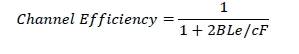 Channel Efficiency = 1 / 1 + 2BLe/cF